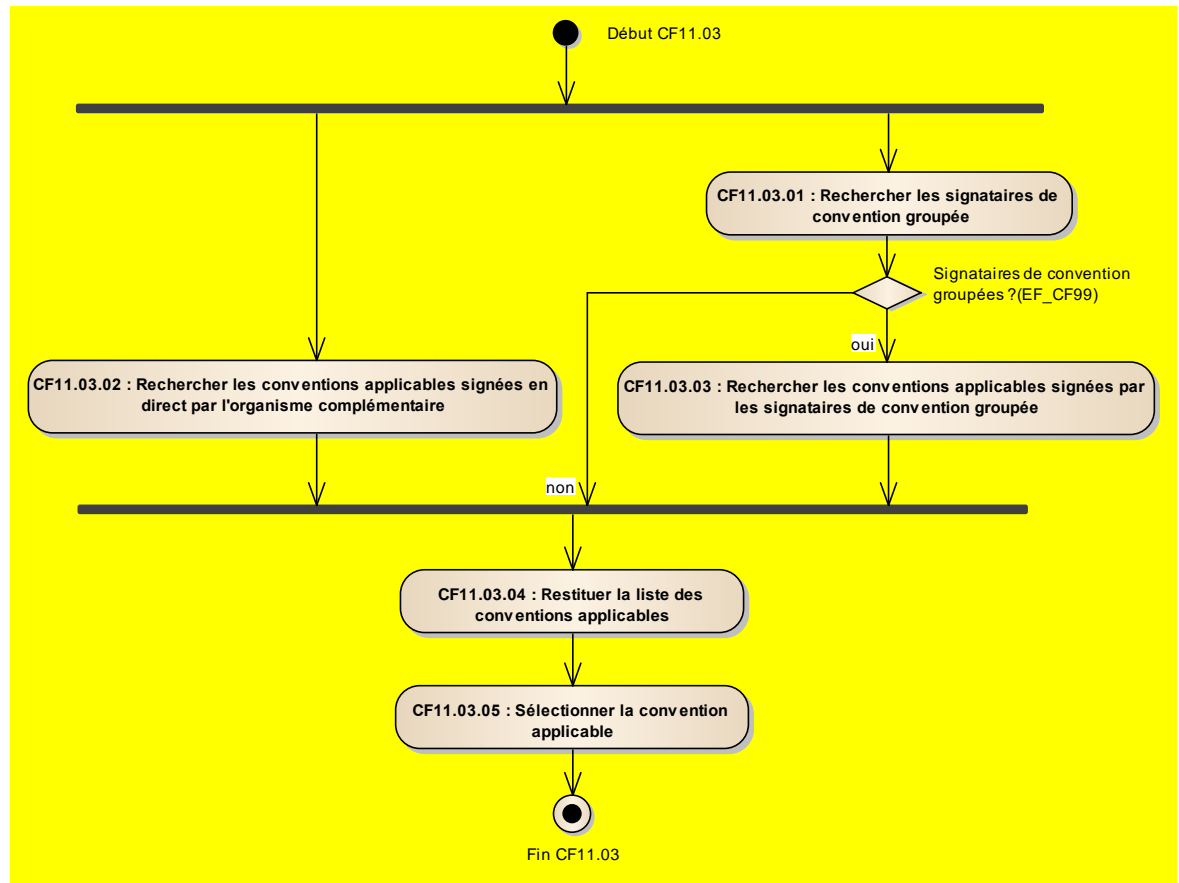 Début CF11.03
CF11.03.01 : Rechercher les signataires de
convention groupée
Signataires de convention
groupées ?(EF_CF99)
oui
CF11.03.02 : Rechercher les conventions applicables signées en
direct par l'organisme complémentaire
CF11.03.03 : Rechercher les conventions applicables signées par
les signataires de convention groupée
non
CF11.03.04 : Restituer la liste des
conventions applicables
CF11.03.05 : Sélectionner la convention
applicable
Fin CF11.03